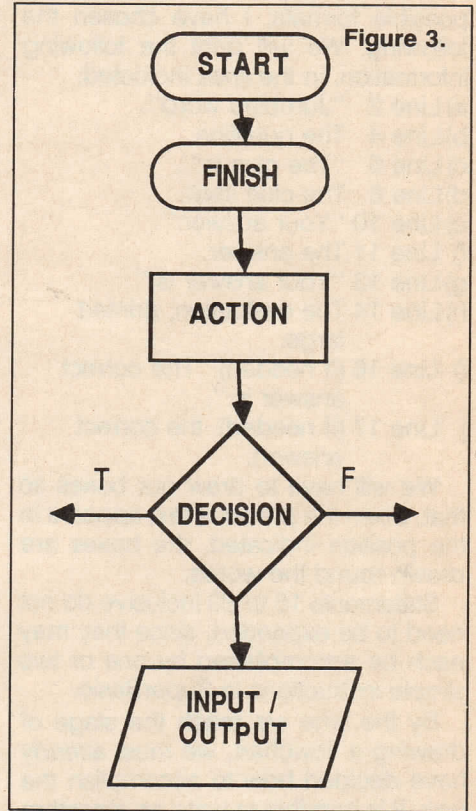 Figure 3.
START
FINISH
ACTION
T
F
DECISION
INPUT /
OUTPUT